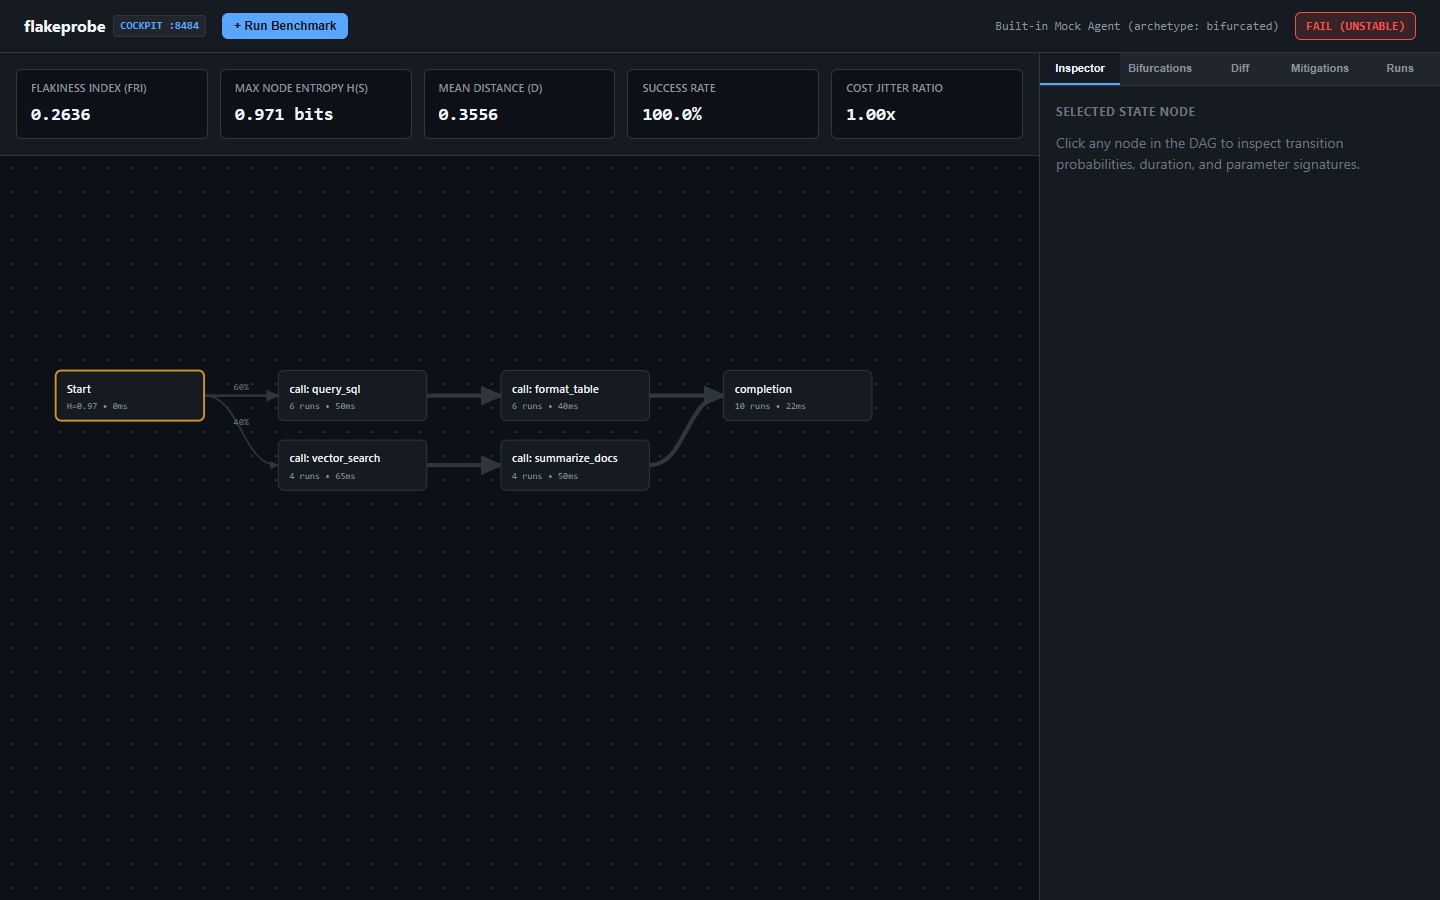 flakeprobe
COCKPIT :8484
+ Run Benchmark
Built-in Mock Agent (archetype: bifurcated)
FAIL (UNSTABLE)
FLAKINESS INDEX (FRI)
0.2636
MAX NODE ENTROPY H(S)
0.971 bits
MEAN DISTANCE (D)
0.3556
SUCCESS RATE
100.0%
COST JITTER RATIO
1.00x
Inspector
Bifurcations
Diff
Mitigations
Runs
SELECTED STATE NODE
Click any node in the DAG to inspect transition
probabilities, duration, and parameter signatures.
Start
H=0.97 • 0ms
60%
40%
call: query_sql
6 runs • 50ms
call: format_table
6 runs • 40ms
completion
10 runs • 22ms
call: vector_search
4 runs • 65ms
call: summarize_docs
4 runs • 50ms